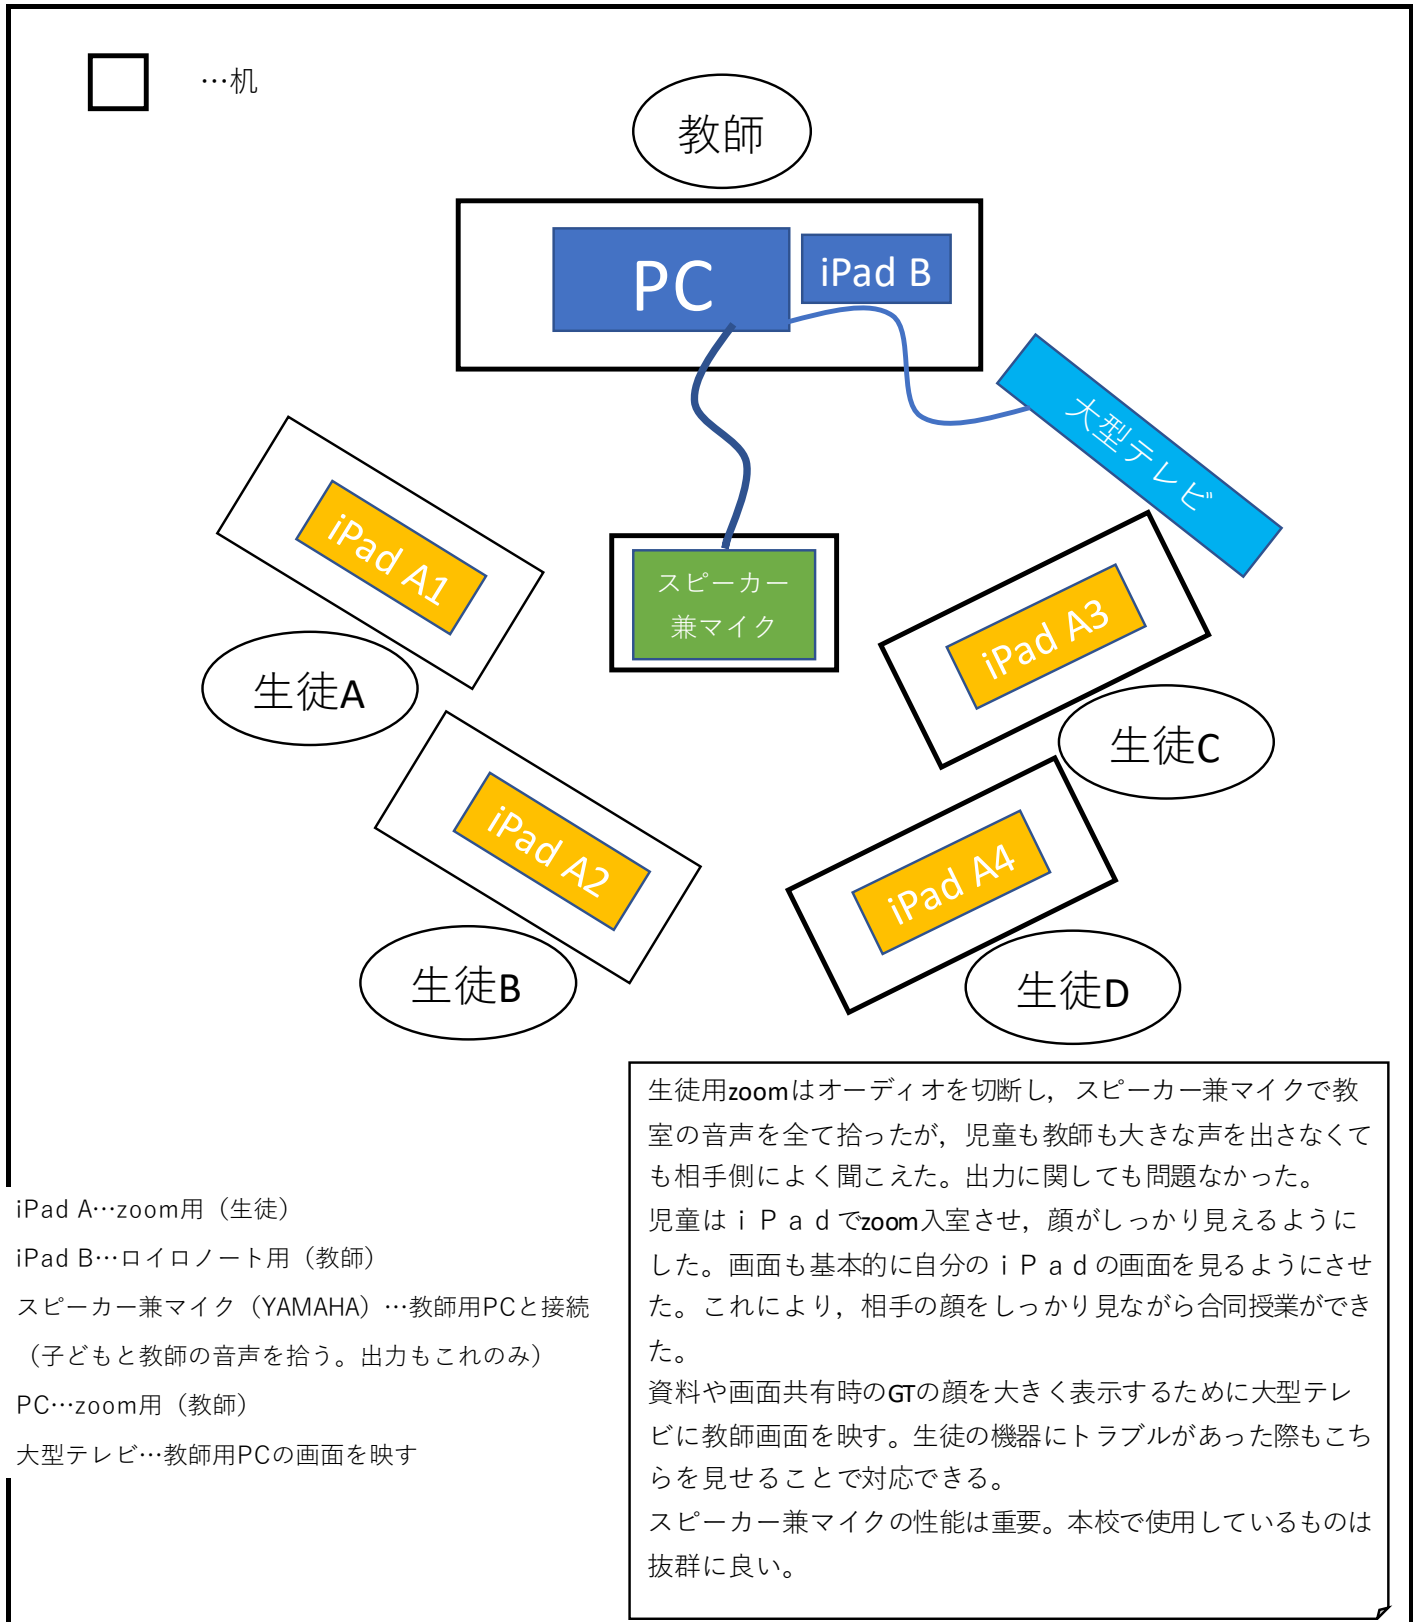 …机
教師
PC
iPad B
大型テレビ
iPad A1
スピーカー
兼マイク
iPad A3
生徒A
生徒C
iPad A2
iPad A4
生徒B
生徒D
生徒用zoomはオーディオを切断し，スピーカー兼マイクで教
室の音声を全て拾ったが，児童も教師も大きな声を出さなくて
も相手側によく聞こえた。出力に関しても問題なかった。
児童はｉＰａｄでzoom入室させ，顔がしっかり見えるように
した。画面も基本的に自分のｉＰａｄの画面を見るようにさせ
た。これにより，相手の顔をしっかり見ながら合同授業ができ
た。
資料や画面共有時のGTの顔を大きく表示するために大型テレ
ビに教師画面を映す。生徒の機器にトラブルがあった際もこち
らを見せることで対応できる。
スピーカー兼マイクの性能は重要。本校で使用しているものは
抜群に良い。
iPad A…zoom用（生徒）
iPad B…ロイロノート用（教師）
スピーカー兼マイク（YAMAHA）…教師用PCと接続
（子どもと教師の音声を拾う。出力もこれのみ）
PC…zoom用（教師）
大型テレビ…教師用PCの画面を映す